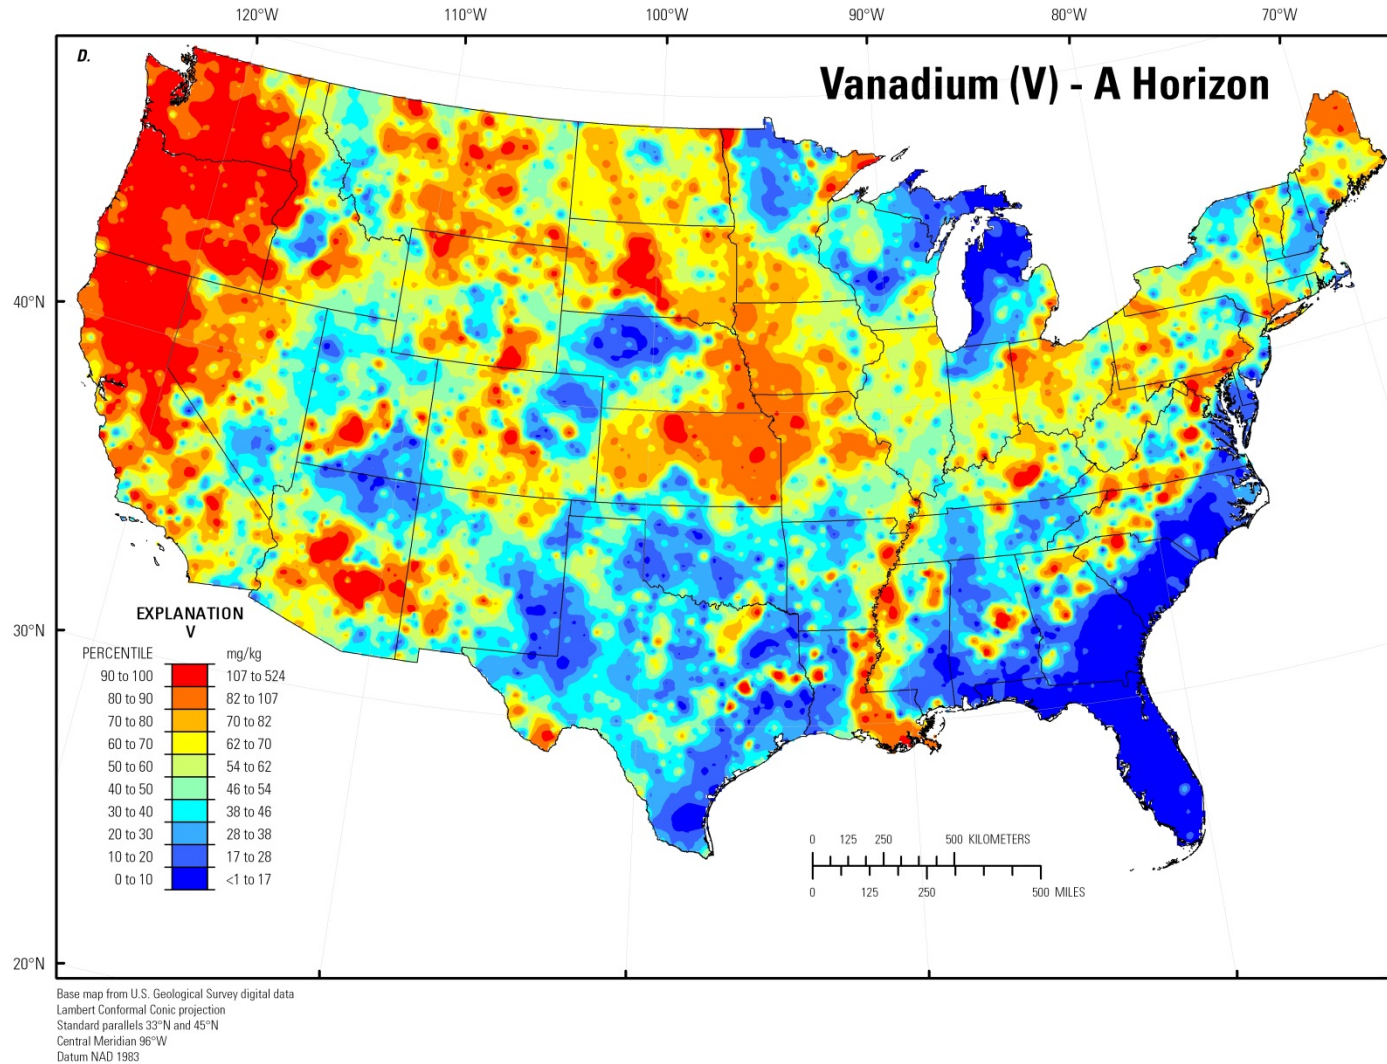 120°W 110°W 100°W 90°W 80°W 70°W
D.
Vanadium (V) - A Horizon
40°N
30°N
20°N
EXPLANATION
V
PERCENTILE mg/kg
90 to 100 107 to 524
80 to 90 82 to 107
70 to 80 70 to 82
60 to 70 62 to 70
50 to 60 54 to 62
40 to 50 46 to 54
30 to 40 38 to 46
20 to 30 28 to 38
10 to 20 17 to 28
0 to 10 <1 to 17
0 125 250 500 KILOMETERS
0 125 250 500 MILES
Base map from U.S. Geological Survey digital data
Lambert Conformal Conic projection
Standard parallels 33°N and 45°N
Central Meridian 96°W
Datum NAD 1983